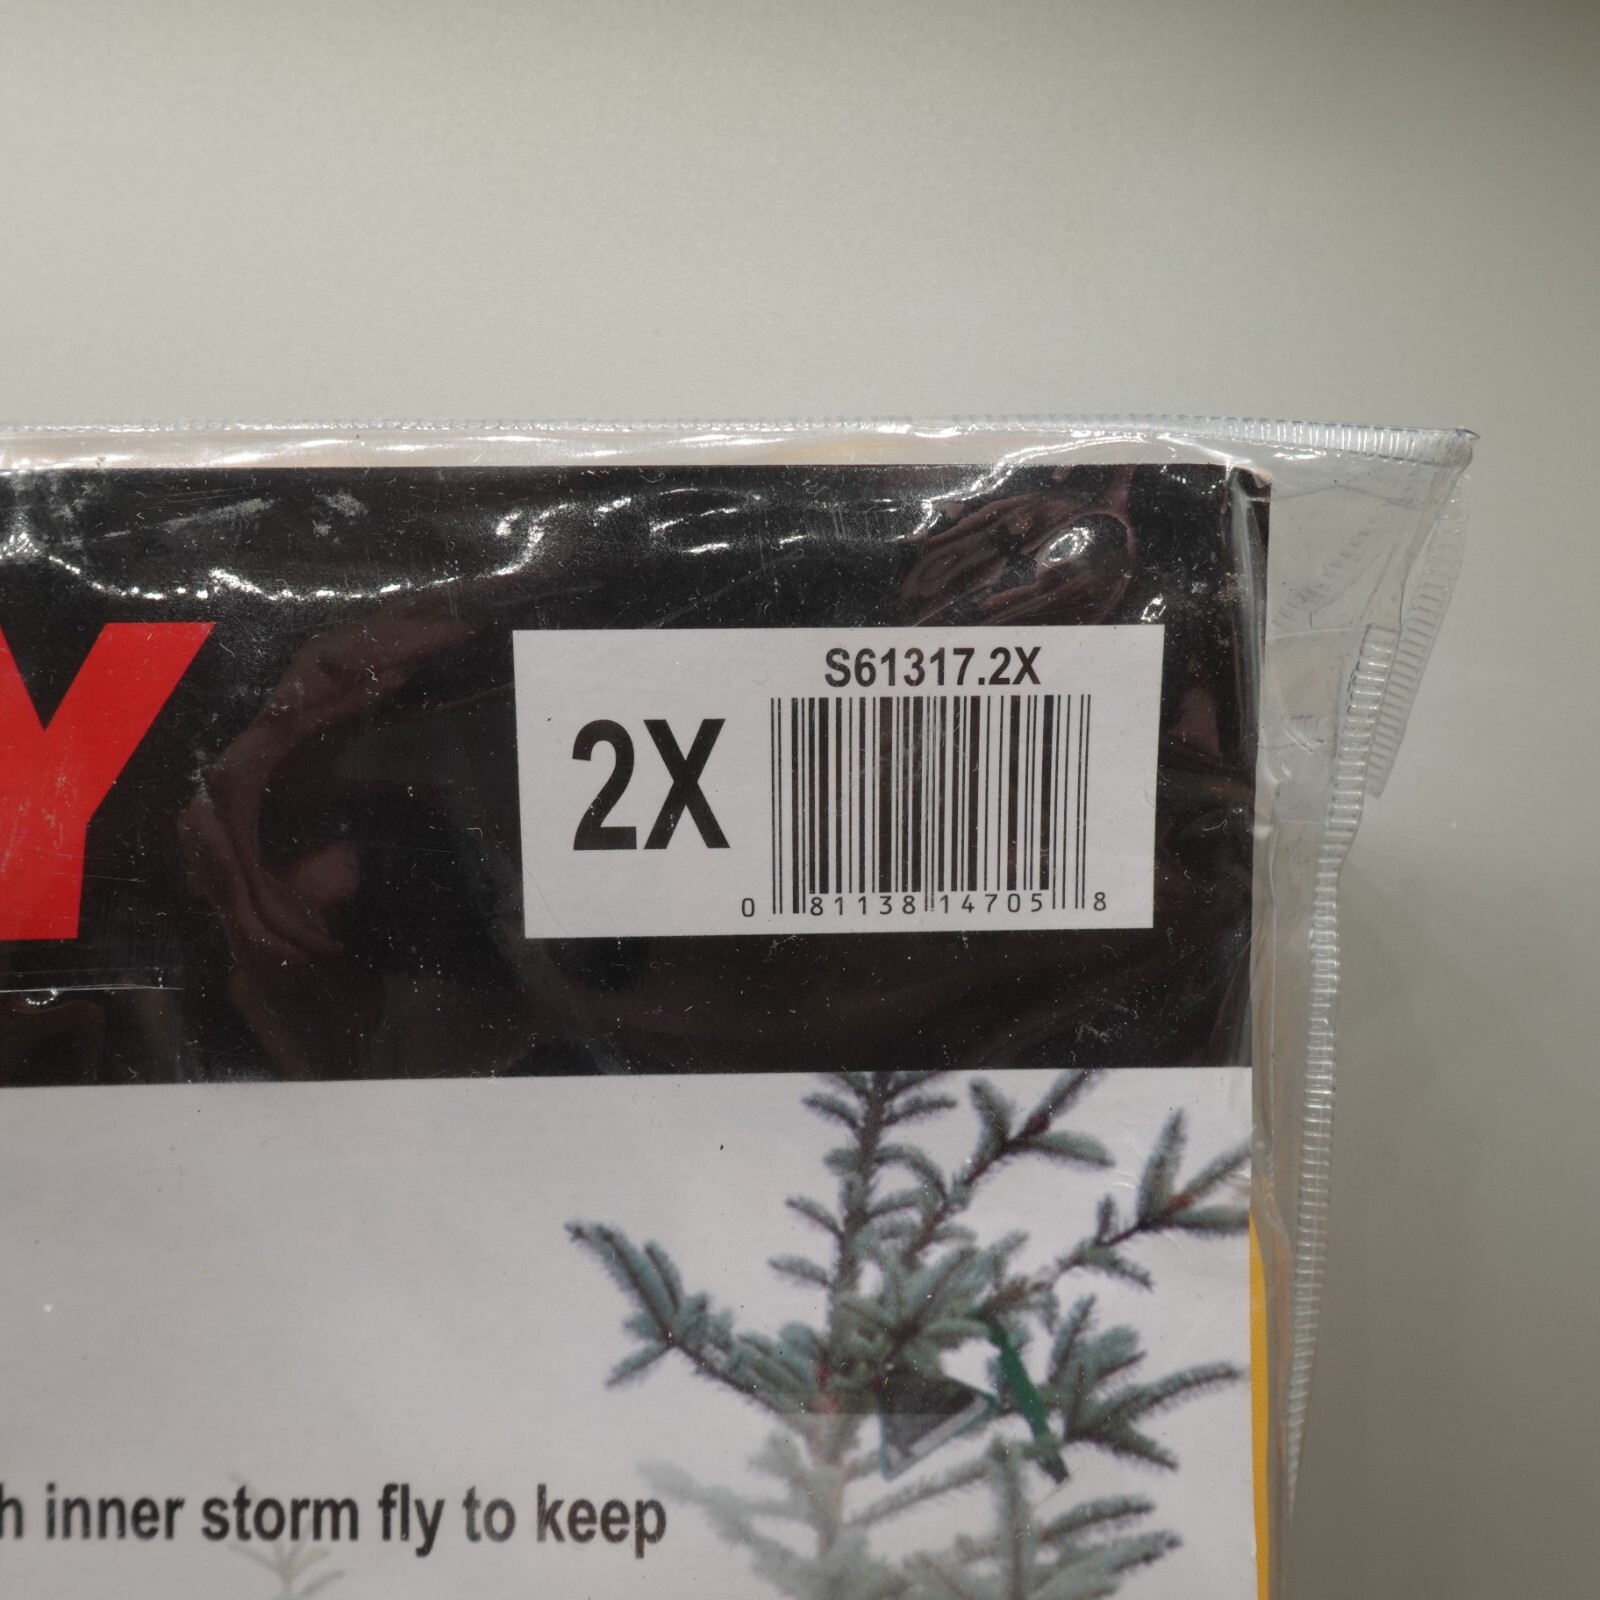 Y
S61317.2X
2X
0 81138 14705 8
h inner storm fly to keep